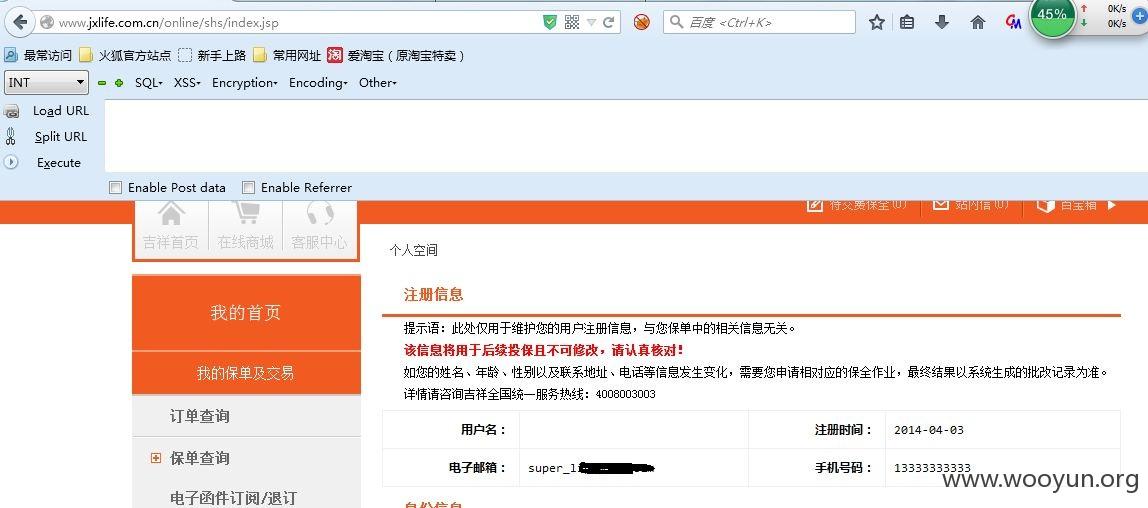 www.jxlife.com.cn/online/shs/index.jsp
百度 <Ctrl+K>
45%
0K/s
0K/s
最常访问 火狐官方站点 新手上路 常用网址 淘 爱淘宝（原淘宝特卖）
INT SQL XSS Encryption Encoding Other
Load URL
Split URL
Execute
Enable Post data Enable Referrer
吉祥首页 在线商城 客服中心
待交费保全(0) 站内信(0) 百宝箱
个人空间
我的首页
我的保单及交易
订单查询
保单查询
电子函件订阅/退订
注册信息
提示语：此处仅用于维护您的用户注册信息，与您保单中的相关信息无关。
该信息将用于后续投保且不可修改，请认真核对！
如您的姓名、年龄、性别以及联系地址、电话等信息发生变化，需要您申请相对应的保全作业，最终结果以系统生成的批改记录为准。
详情请咨询吉祥全国统一服务热线：4008003003
用户名： 注册时间： 2014-04-03
电子邮箱： super_li 手机号码： 13333333333
身份信息
www.wooyun.org